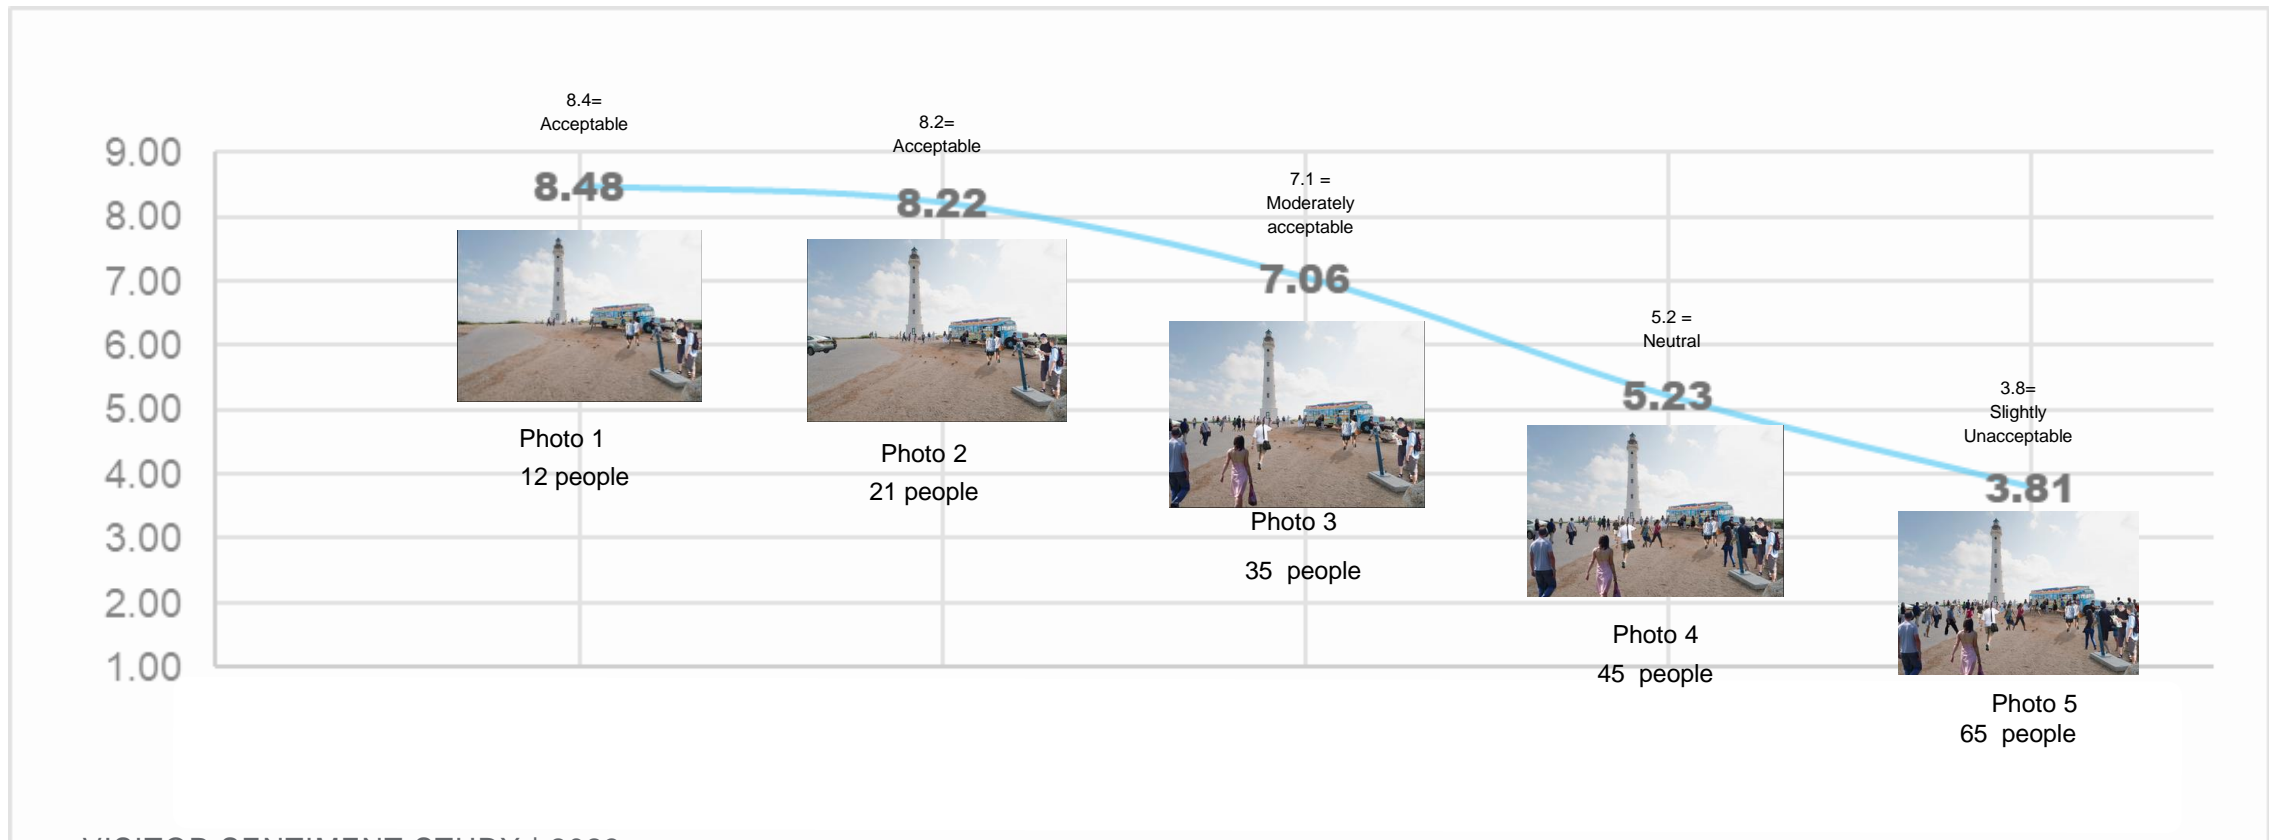 8.4=
Acceptable
8.2=
Acceptable
7.1 =
Moderately
acceptable
5.2 =
Neutral
3.8=
Slightly
Unacceptable
9.00
8.00
7.00
6.00
5.00
4.00
3.00
2.00
1.00
8.48
8.22
7.06
5.23
3.81
Photo 1
12 people
Photo 2
21 people
Photo 3
35 people
Photo 4
45 people
Photo 5
65 people
VISITOR SENTIMENT STUDY |